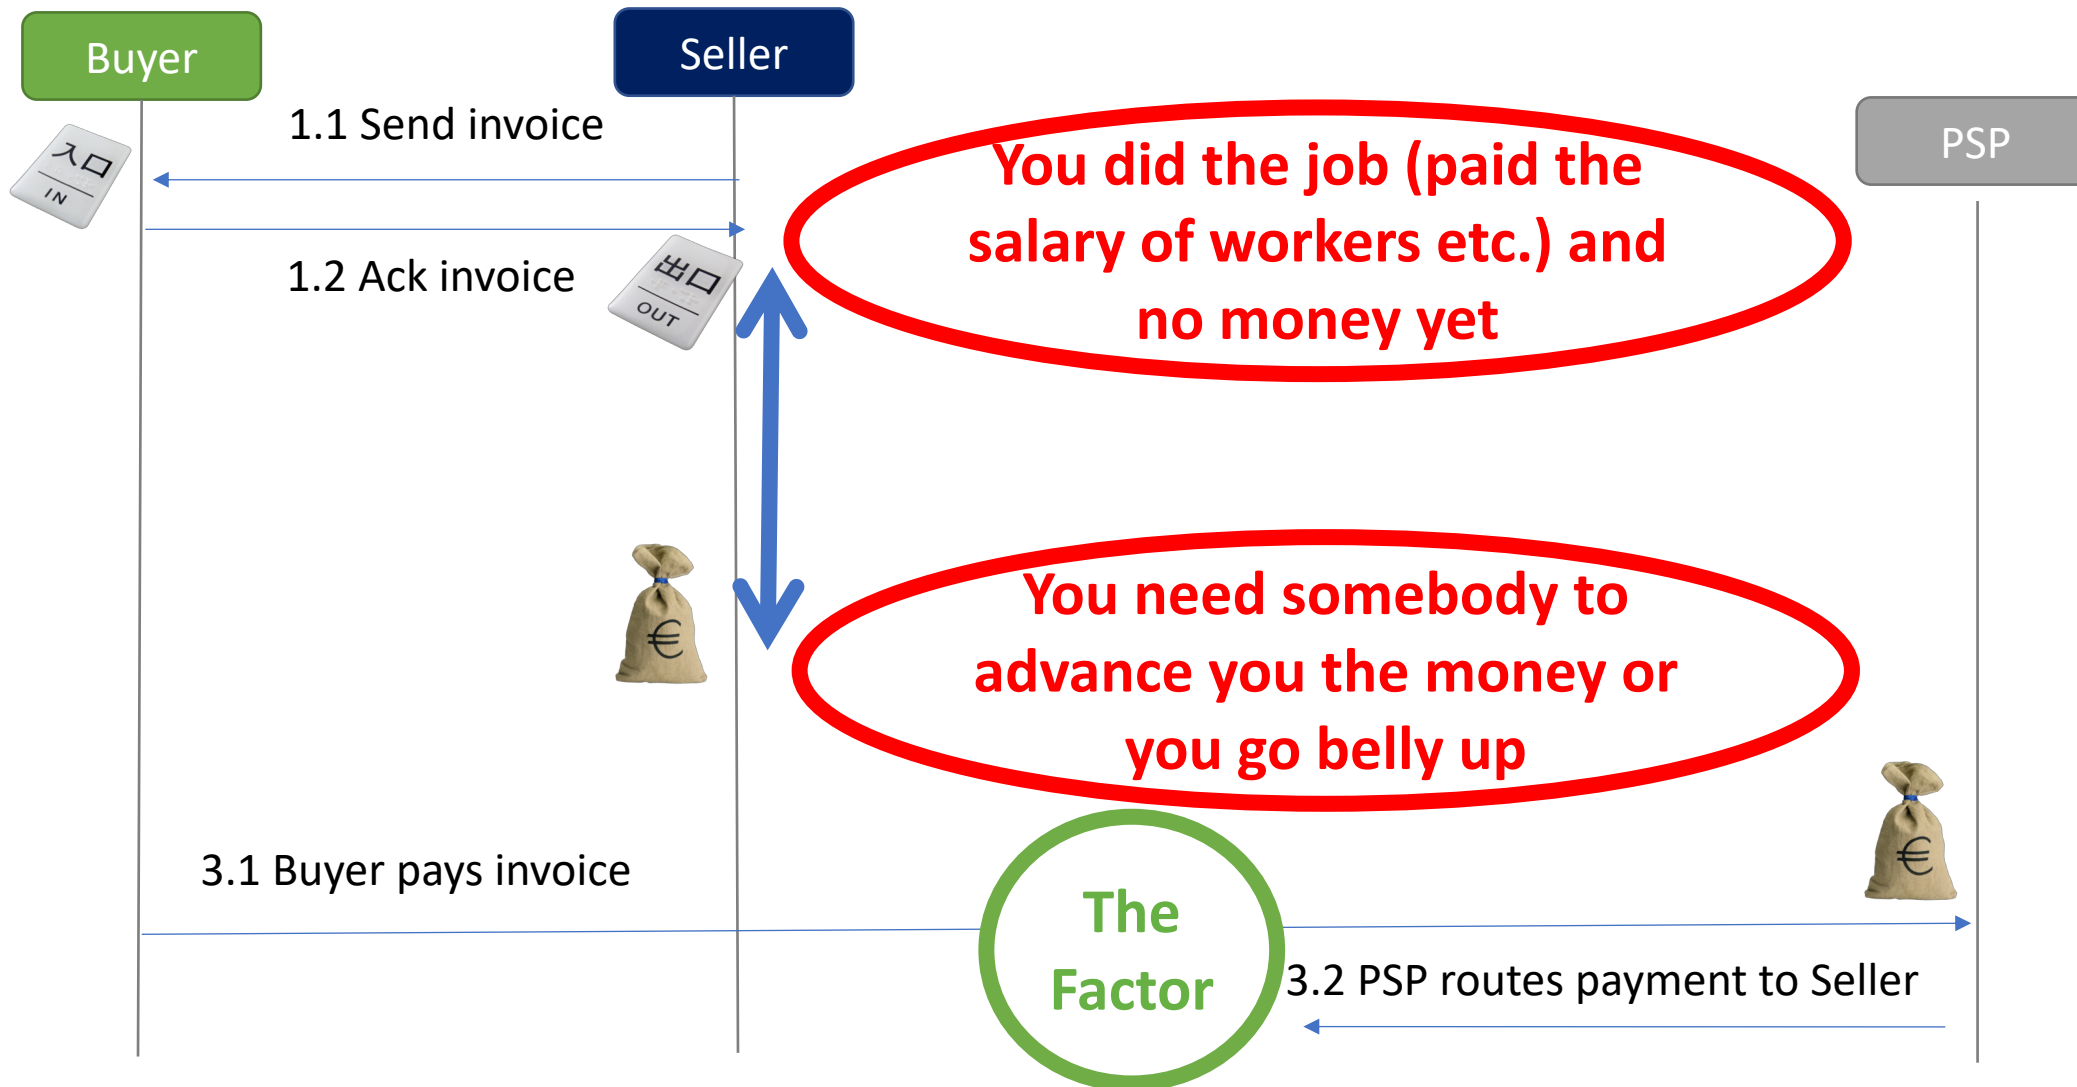 Buyer
Seller
PSP
1.1 Send invoice
入口
IN
1.2 Ack invoice
出口
OUT
You did the job (paid the
salary of workers etc.) and
no money yet
€
You need somebody to
advance you the money or
you go belly up
€
3.1 Buyer pays invoice
The
Factor
3.2 PSP routes payment to Seller